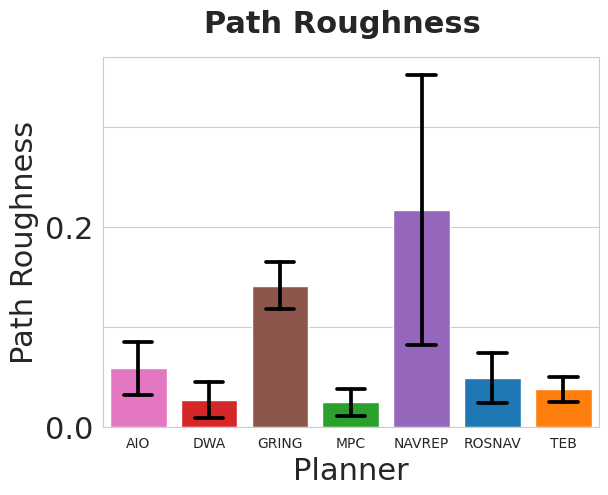 Path Roughness
Path Roughness
0.2
0.0
AIO DWA GRING MPC NAVREP ROSNAV TEB
Planner